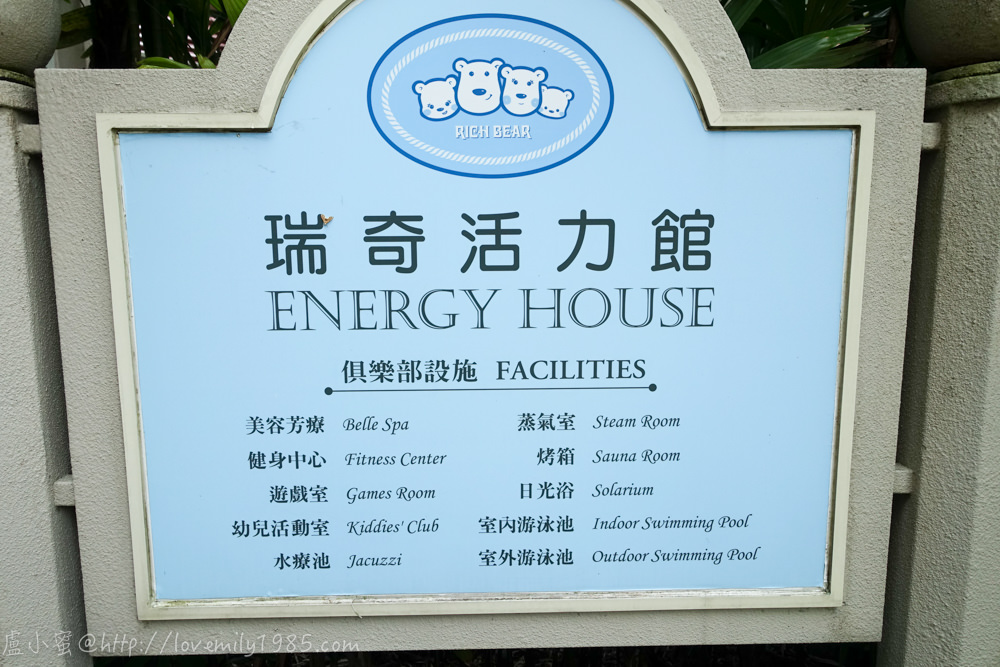 RICH BEAR
瑞奇活力館
ENERGY HOUSE
俱樂部設施 FACILITIES
美容芳療 Belle Spa
健身中心 Fitness Center
遊戲室 Games Room
幼兒活動室 Kiddies' Club
水療池 Jacuzzi
蒸氣室 Steam Room
烤箱 Sauna Room
日光浴 Solarium
室內游泳池 Indoor Swimming Pool
室外游泳池 Outdoor Swimming Pool
盧小蜜@http://lovemily1985.com